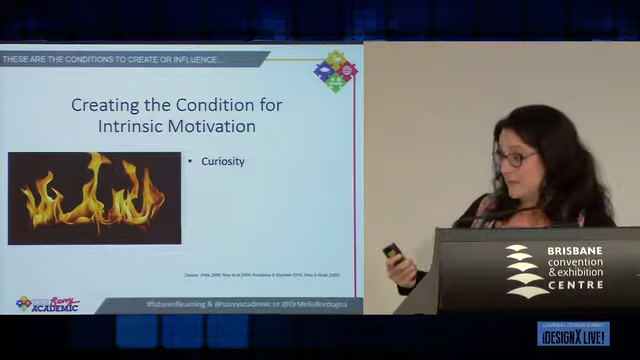 THESE ARE THE CONDITIONS TO CREATE OR INFLUENCE...
Creating the Condition for
Intrinsic Motivation
• Curiosity
Savvy
ACADEMIC
#futureoflearning & @savvyacademic or @DrMelisBordogna
BRISBANE
convention
& exhibition
CENTRE
LEARNING DESIGN SUMMIT
iDESIGNX LIVE!